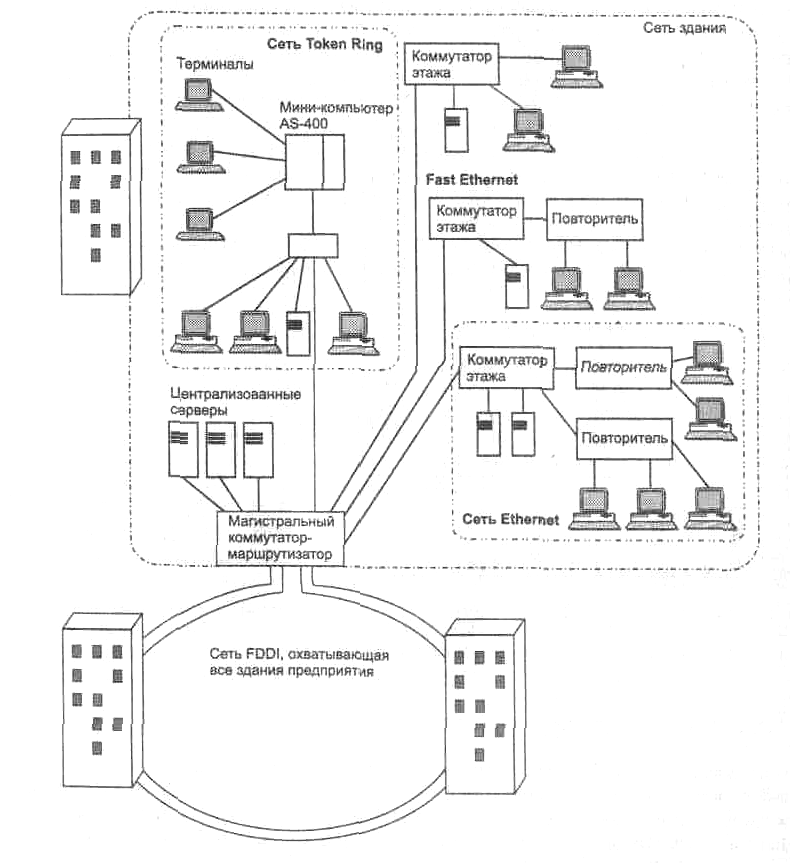 Сеть здания
Сеть Token Ring
Терминалы
Мини-компьютер
AS-400
Коммутатор
этажа
Fast Ethernet
Коммутатор
этажа
Повторитель
Коммутатор
этажа
Повторитель
Повторитель
Сеть Ethernet
Централизованные
серверы
Магистральный
коммутатор-
маршрутизатор
Сеть FDDI, охватывающая
все здания предприятия